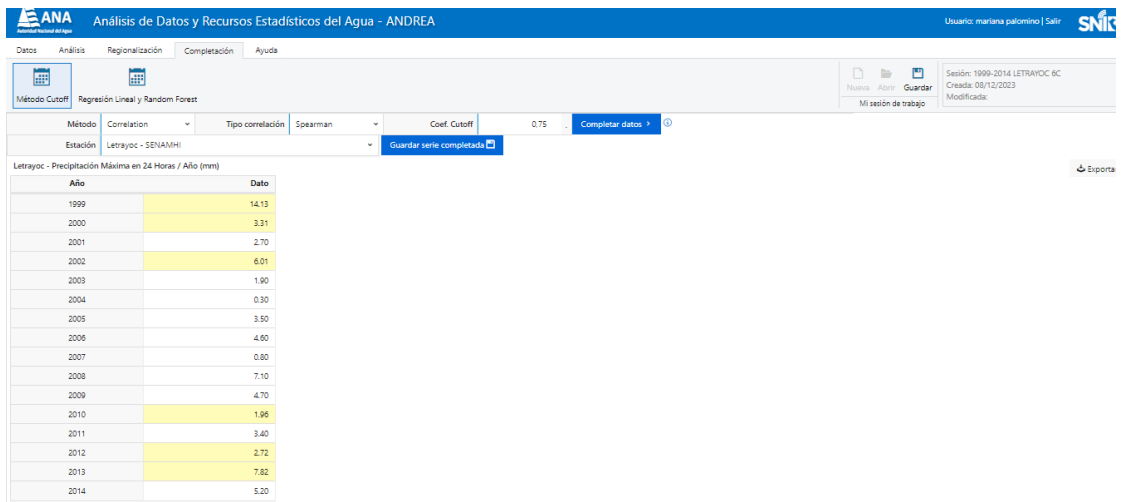 ANA
Autoridad Nacional del Agua
Análisis de Datos y Recursos Estadísticos del Agua - ANDREA
Usuario: mariana palomino | Salir
Datos Análisis Regionalización Completación Ayuda
Método Cutoff Regresión Lineal y Random Forest
Nueva Abrir Guardar
Mi sesión de trabajo
Sesión: 1999-2014 LETRAYOC 6C
Creada: 08/12/2023
Modificada:
Método Correlation Tipo correlación Spearman Coef. Cutoff 0,75 . Completar datos >
Estación Letrayoc - SENAMHI Guardar serie completada
Letrayoc - Precipitación Máxima en 24 Horas / Año (mm)
Exporta
Año Dato
1999 14.13
2000 3.31
2001 2.70
2002 6.01
2003 1.90
2004 0.30
2005 3.50
2006 4.60
2007 0.80
2008 7.10
2009 4.70
2010 1.96
2011 3.40
2012 2.72
2013 7.82
2014 5.20